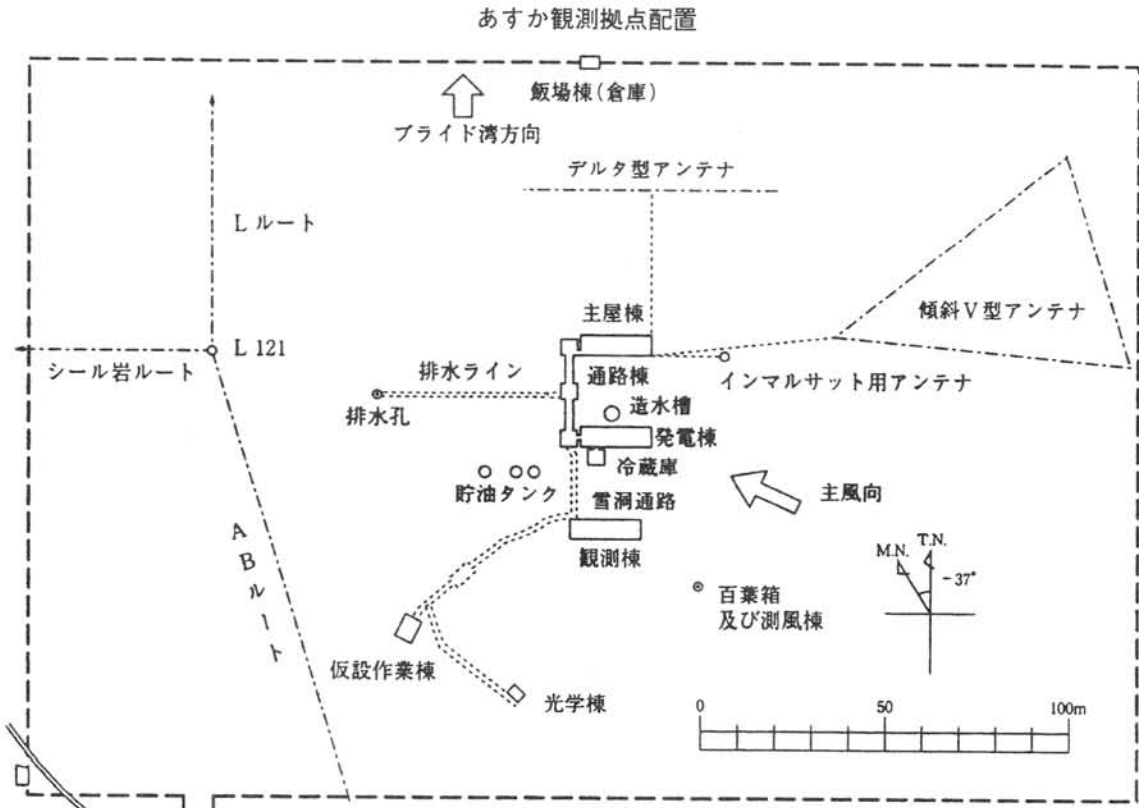 あすか観測拠点配置
飯場棟(倉庫)
ブライド湾方向
デルタ型アンテナ
Lルート
傾斜V型アンテナ
主屋棟
L 121
シール岩ルート
排水ライン
通路棟
インマルサット用アンテナ
排水孔
造水槽
発電棟
冷蔵庫
貯油タンク
雪洞通路
主風向
観測棟
ABルート
M.N.
T.N.
-37°
百葉箱
及び測風棟
仮設作業棟
光学棟
0
50
100m